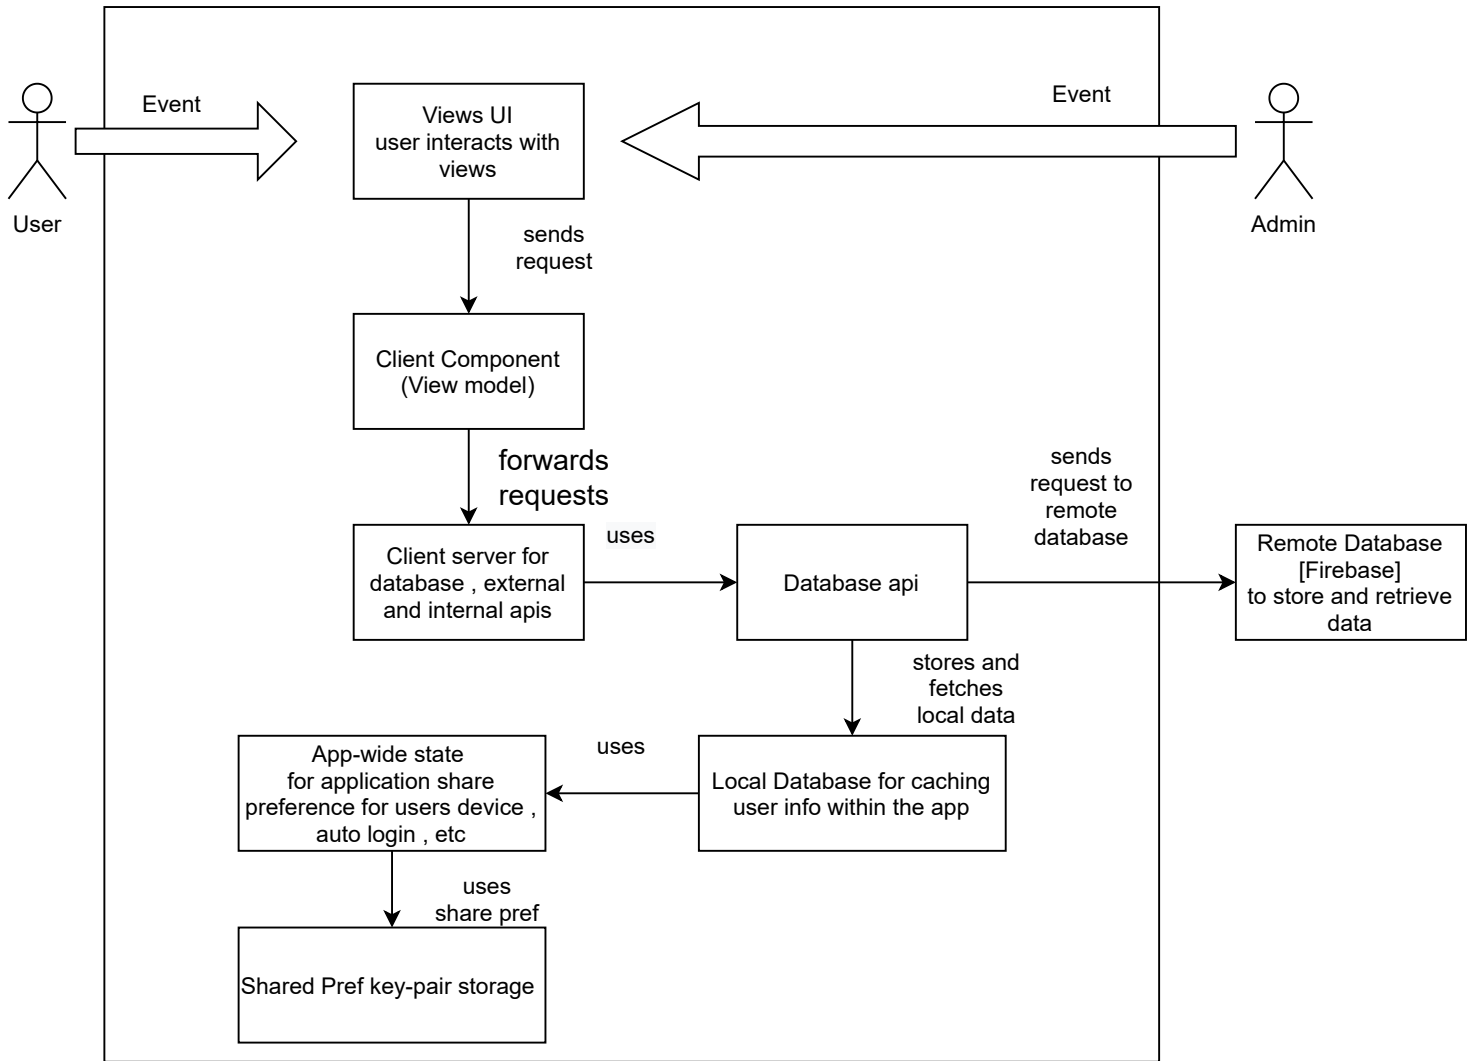 Event
Event
Views UI
user interacts with
views
User
Admin
sends
request
Client Component
(View model)
forwards
requests
sends
request to
remote
database
uses
Client server for
database , external
and internal apis
Database api
Remote Database
[Firebase]
to store and retrieve
data
stores and
fetches
local data
uses
App-wide state
for application share
preference for users device ,
auto login , etc
Local Database for caching
user info within the app
uses
share pref
Shared Pref key-pair storage